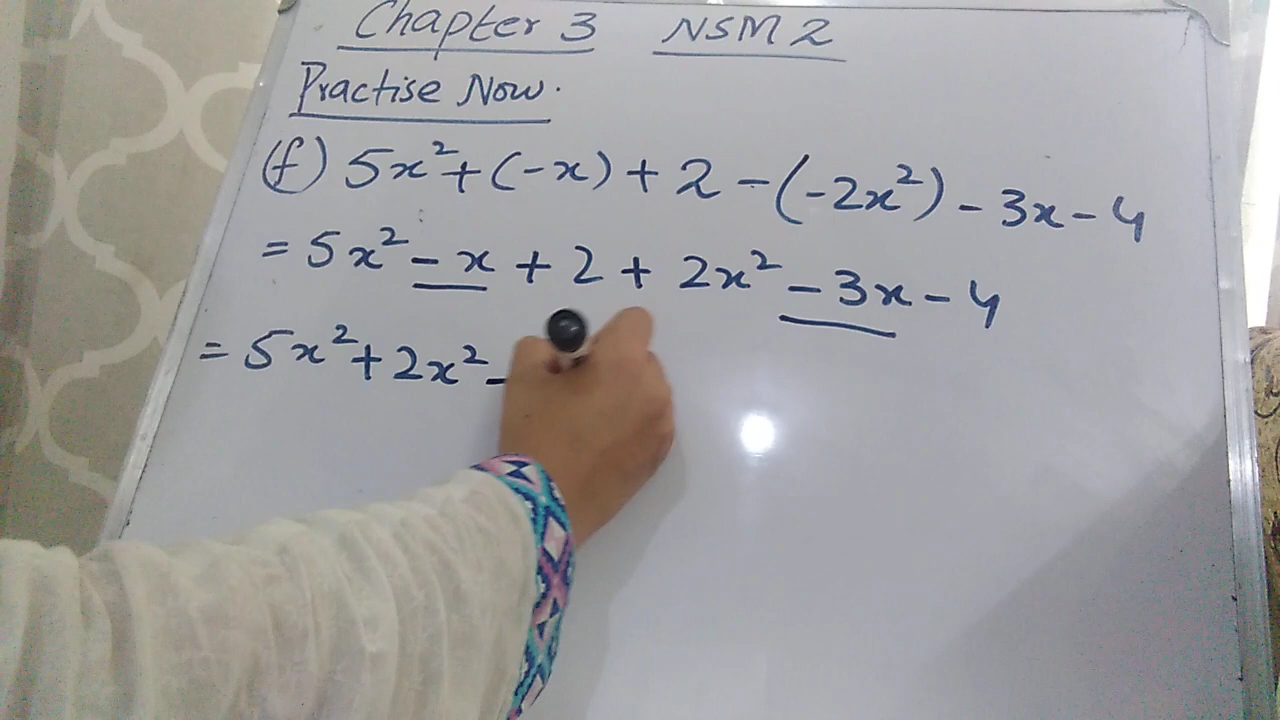 Chapter 3 NSM 2
Practise Now.
(f) 5x² + (-x) + 2 - (-2x²) - 3x - 4
= 5x² - x + 2 + 2x² - 3x - 4
= 5x² + 2x² -